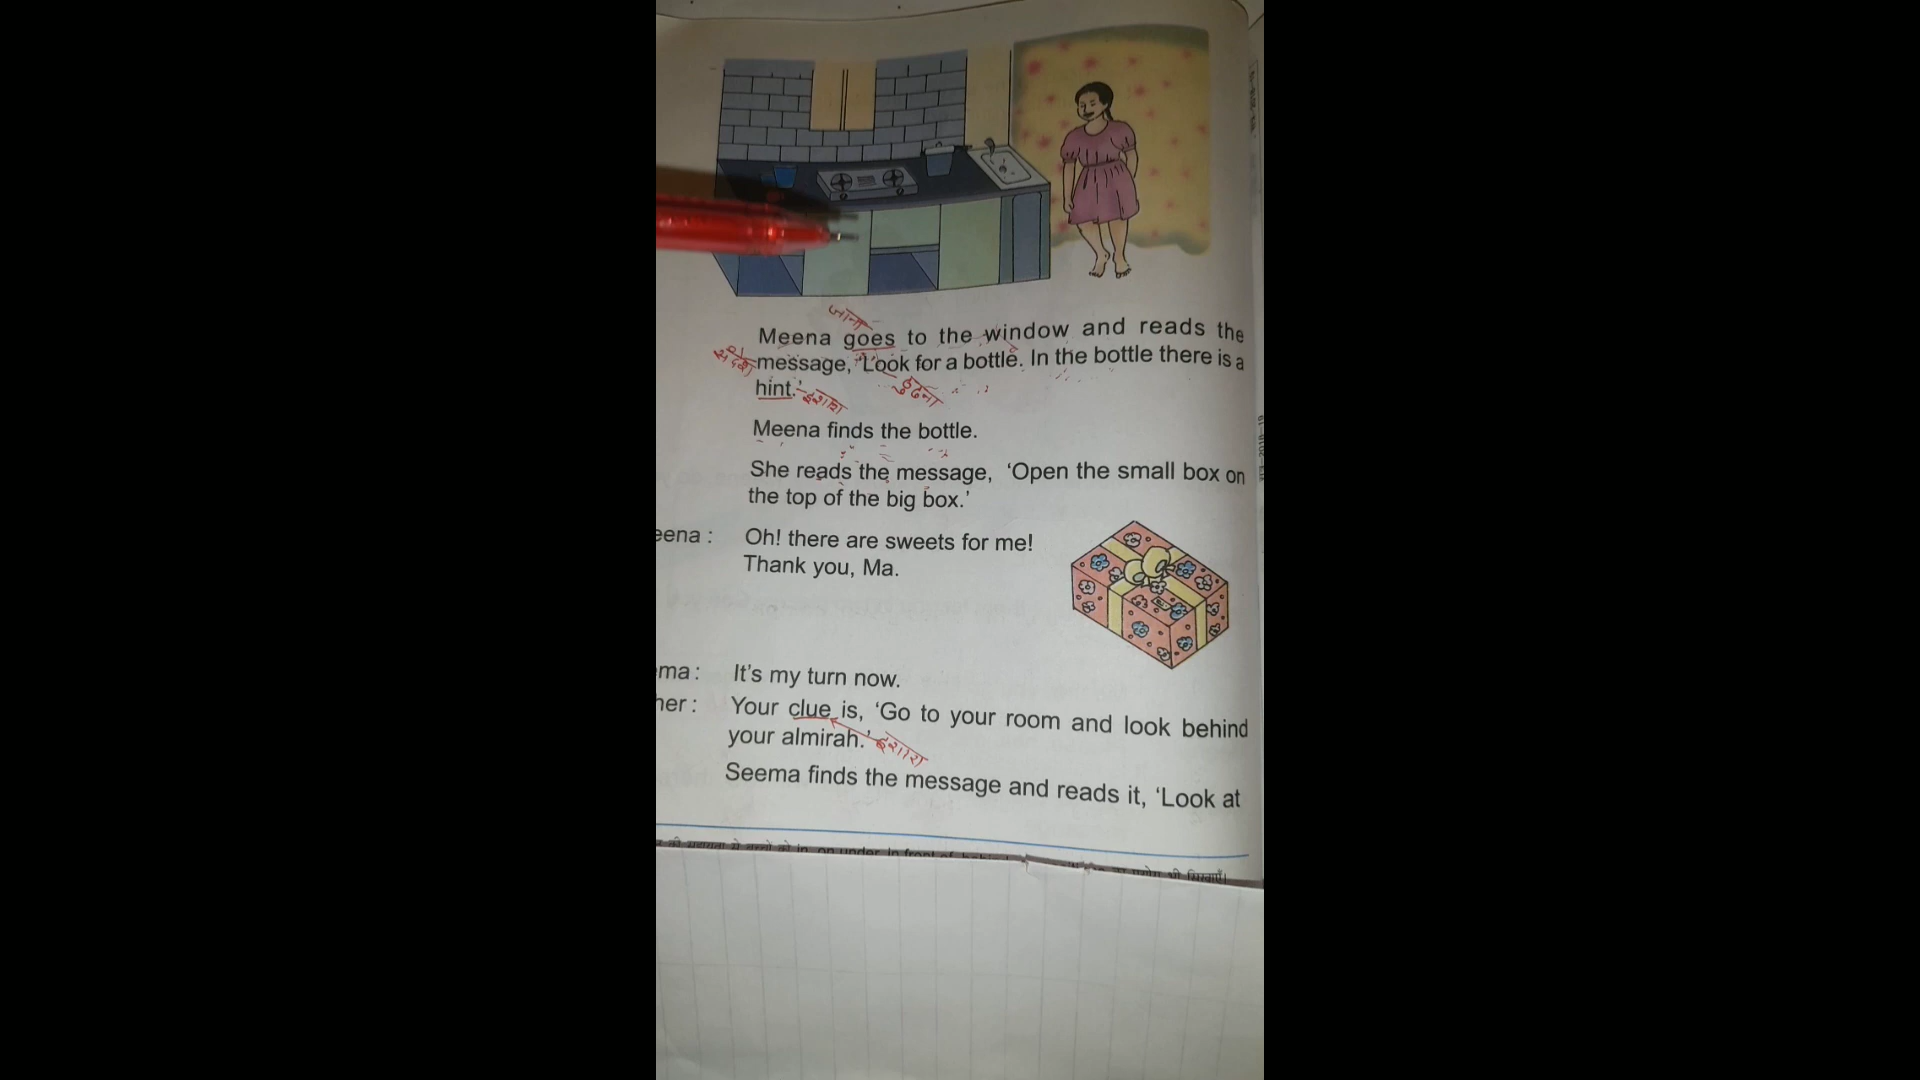 जाना
Meena goes to the window and reads the
संदेश message, 'Look for a bottle. In the bottle there is a
hint.' इशारा ढुढना
Meena finds the bottle.
She reads the message, 'Open the small box on
the top of the big box.'
eena : Oh! there are sweets for me!
Thank you, Ma.
ma : It's my turn now.
her : Your clue is, 'Go to your room and look behind
your almirah.' इशारा
Seema finds the message and reads it, 'Look at